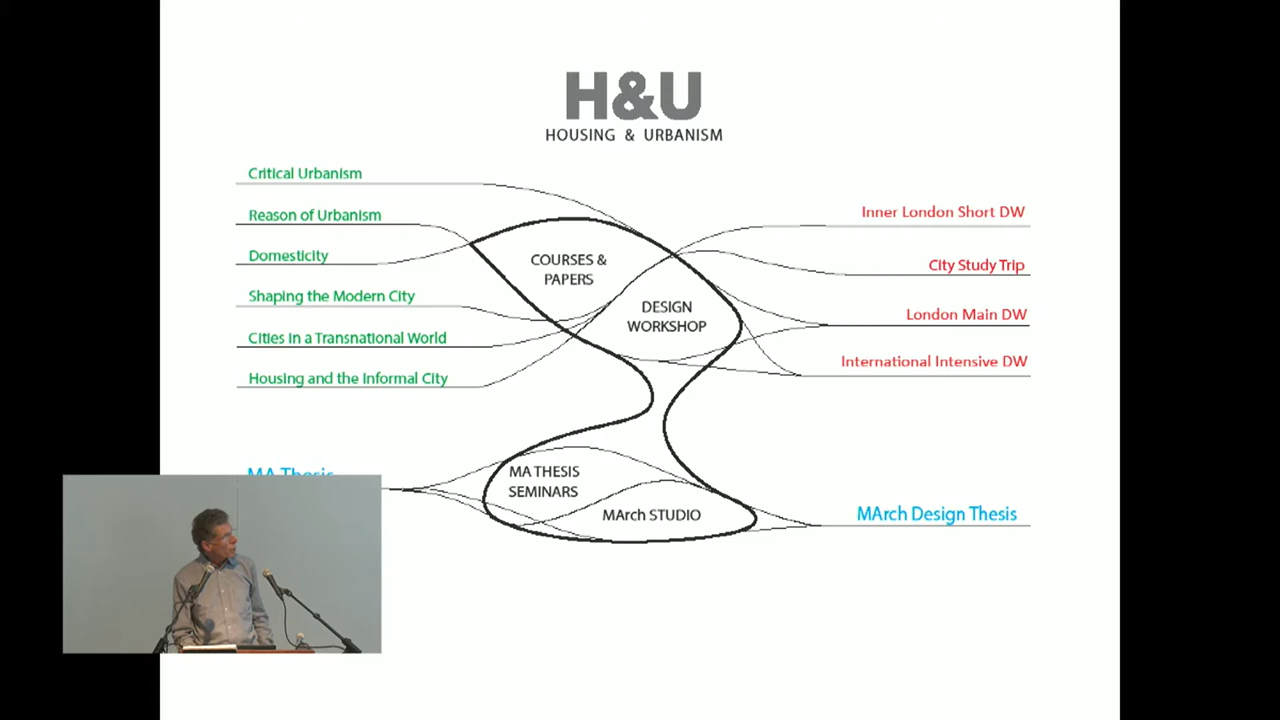 H&U
HOUSING & URBANISM
Critical Urbanism
Reason of Urbanism
Domesticity
Shaping the Modern City
Cities in a Transnational World
Housing and the Informal City
COURSES &
PAPERS
DESIGN
WORKSHOP
Inner London Short DW
City Study Trip
London Main DW
International Intensive DW
MA Thesis
MA THESIS
SEMINARS
MArch STUDIO
MArch Design Thesis